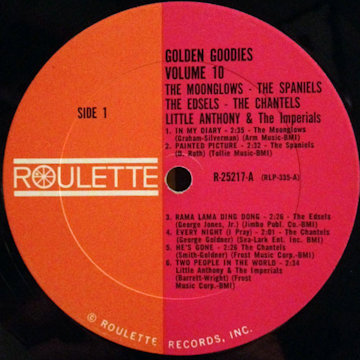 GOLDEN GOODIES
VOLUME 10
THE MOONGLOWS - THE SPANIELS
THE EDSELS - THE CHANTELS
LITTLE ANTHONY & The Imperials
SIDE 1
1 - IN MY DIARY - 2:35 - The Moonglows
(Graham-Silverman) (Arm Music-BMI)
2 - PAINTED PICTURE - 2:32 - The Spaniels
(D. Roth) (Tollie Music-BMI)
ROULETTE
R-25217-A (RLP-335-A)
3 - RAMA LAMA DING DONG - 2:26 - The Edsels
(George Jones, Jr.) (Jimbo Publ. Co.-BMI)
4 - EVERY NIGHT (I Pray) - 2:01 - The Chantels
(George Goldner) (Sea-Lark Ent. Inc. BMI)
5 - HE'S GONE - 2:26 The Chantels
(Smith-Goldner) (Frost Music Corp.-BMI)
6 - TWO PEOPLE IN THE WORLD - 2:34
Little Anthony & The Imperials
(Barrett-Wright) (Frost
Music Corp.-BMI)
© ROULETTE RECORDS, INC.